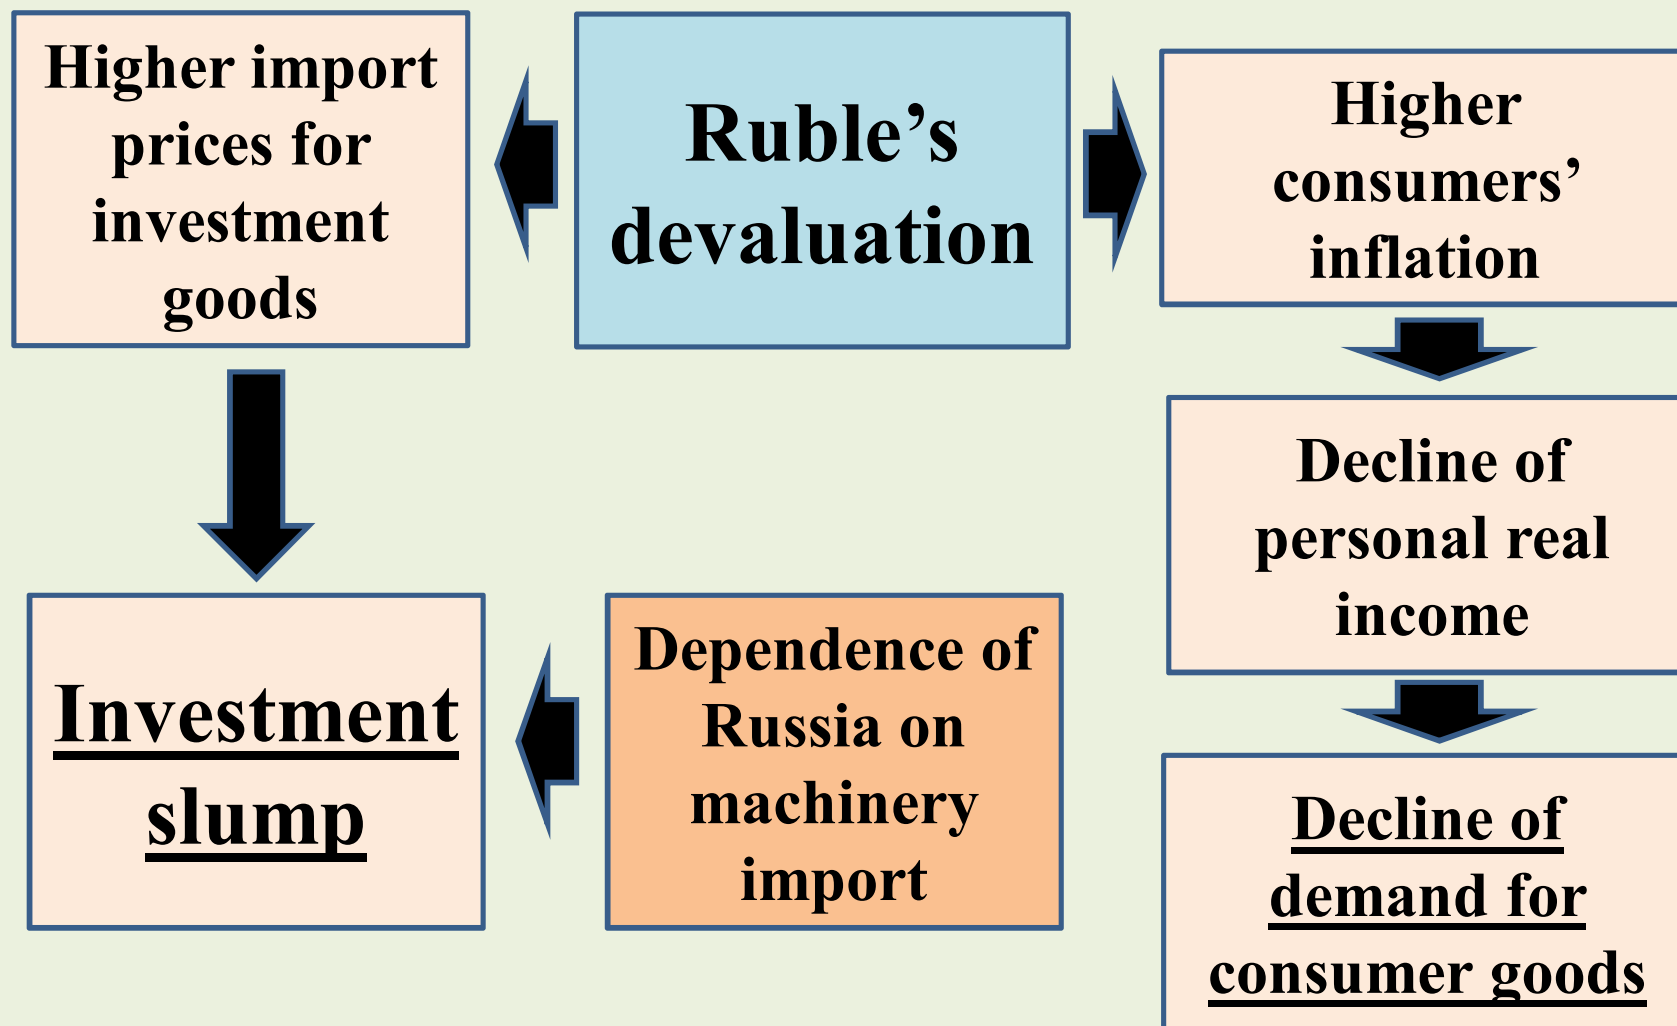 Higher import
prices for
investment
goods
Ruble’s
devaluation
Higher
consumers’
inflation
Decline of
personal real
income
Investment
slump
Dependence of
Russia on
machinery
import
Decline of
demand for
consumer goods